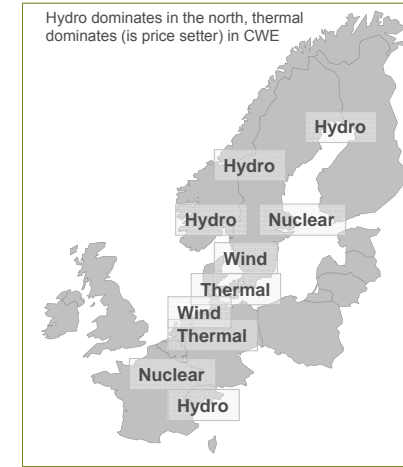 Hydro dominates in the north, thermal
dominates (is price setter) in CWE
Hydro
Hydro
Hydro Nuclear
Wind
Thermal
Wind
Thermal
Nuclear
Hydro